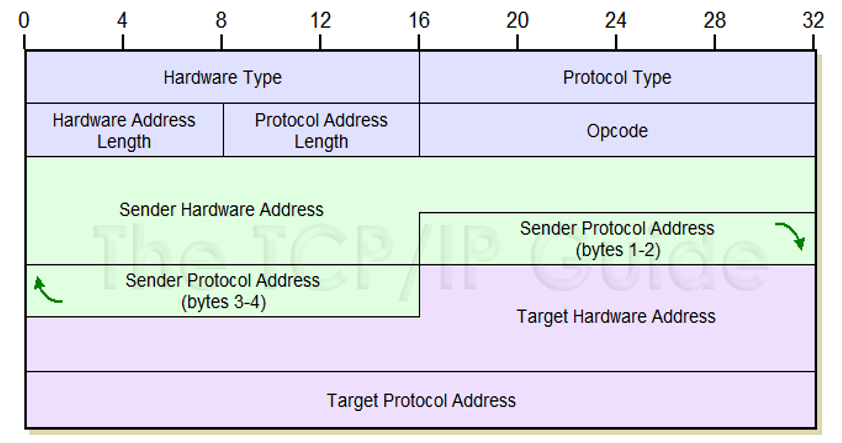 0 4 8 12 16 20 24 28 32
Hardware Type
Protocol Type
Hardware Address
Length
Protocol Address
Length
Opcode
Sender Hardware Address
Sender Protocol Address
(bytes 1-2)
The TCP/IP Guide
Sender Protocol Address
(bytes 3-4)
Target Hardware Address
Target Protocol Address